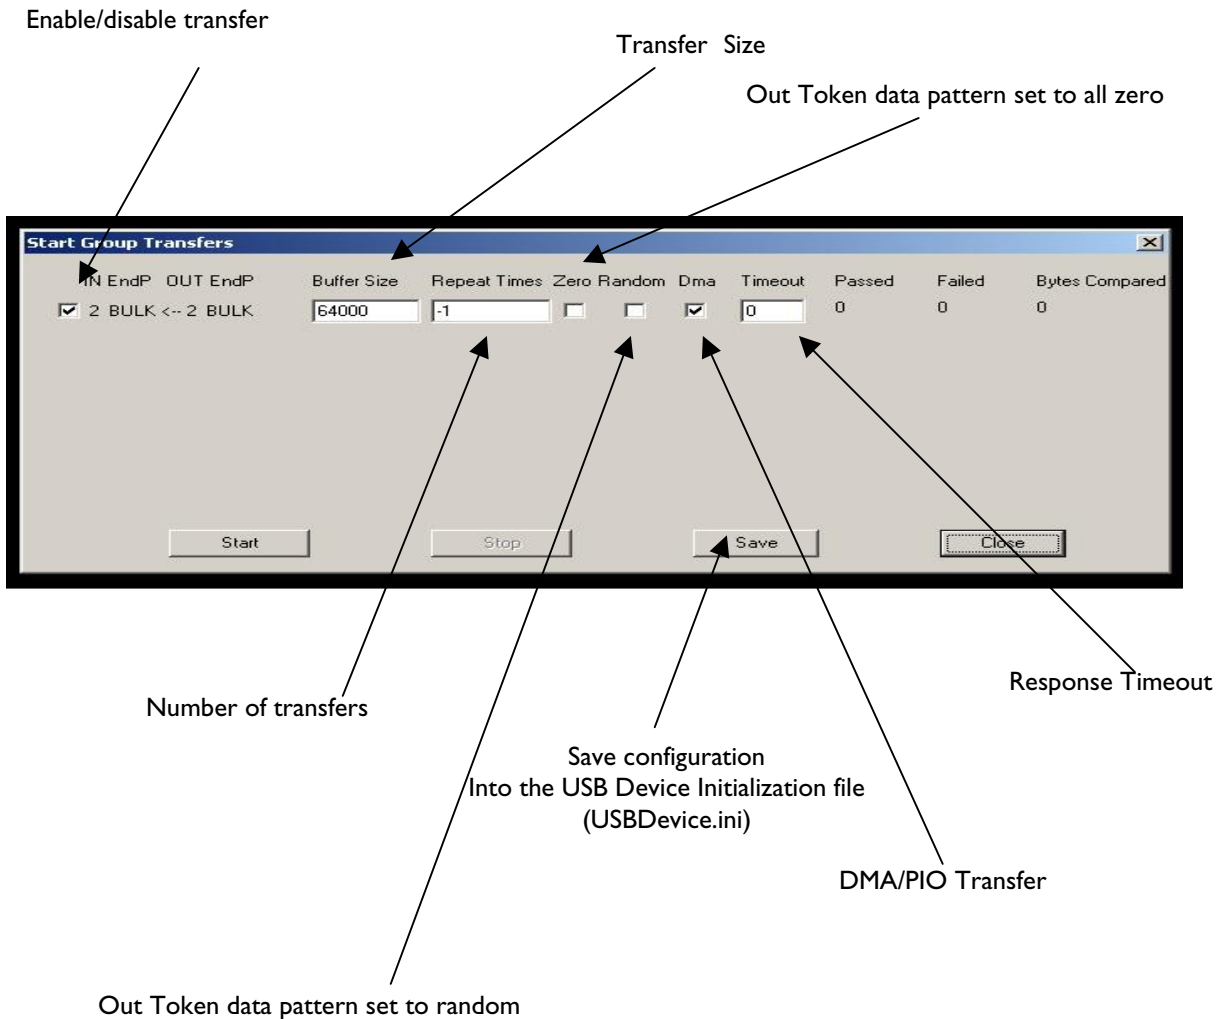 Enable/disable transfer
Transfer Size
Out Token data pattern set to all zero
Start Group Transfers
IN EndP OUT EndP Buffer Size Repeat Times Zero Random Dma Timeout Passed Failed Bytes Compared
2 BULK <-- 2 BULK 64000 -1 0 0 0 0
Start Stop Save Close
Response Timeout
Number of transfers
Save configuration
Into the USB Device Initialization file
(USBDevice.ini)
DMA/PIO Transfer
Out Token data pattern set to random